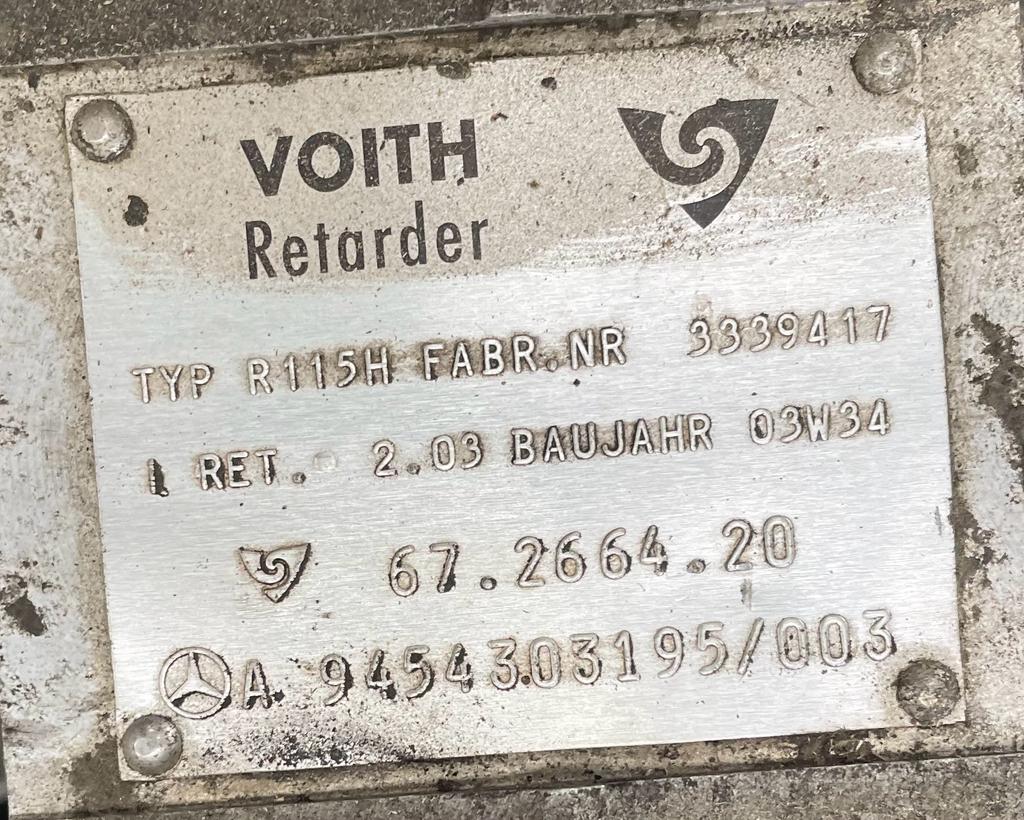 VOITH
Retarder
TYP R115H FABR.NR 3339417
I RET. 2.03 BAUJAHR 03W34
67.2664.20
A 9454303195/003